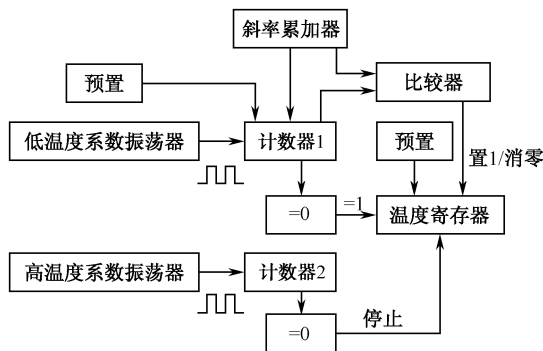 斜率累加器
预置
比较器
低温度系数振荡器
计数器1
预置
置1/消零
=0
=1
温度寄存器
高温度系数振荡器
计数器2
停止
=0